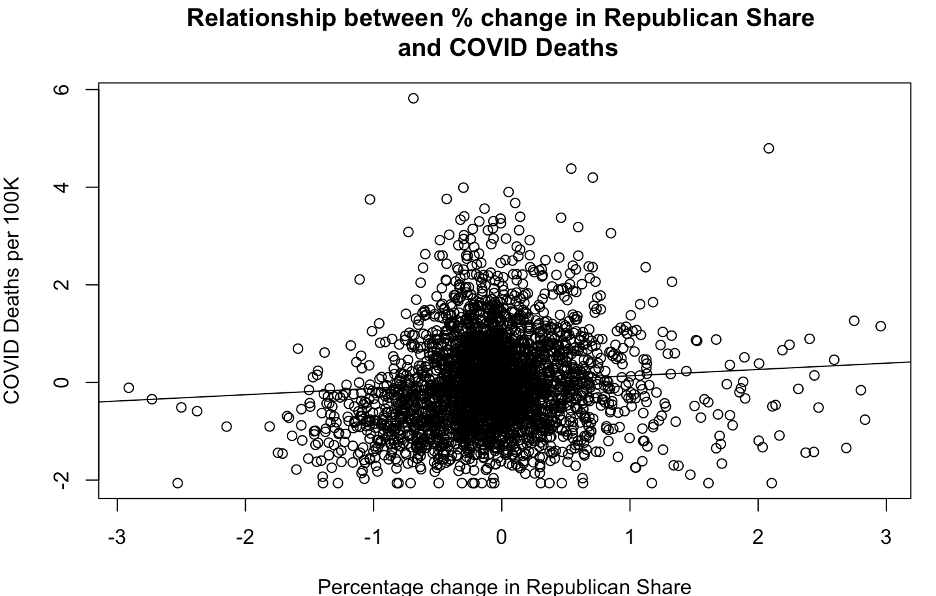 Relationship between % change in Republican Share
and COVID Deaths
COVID Deaths per 100K
6
4
2
0
-2
-3 -2 -1 0 1 2 3
Percentage change in Republican Share